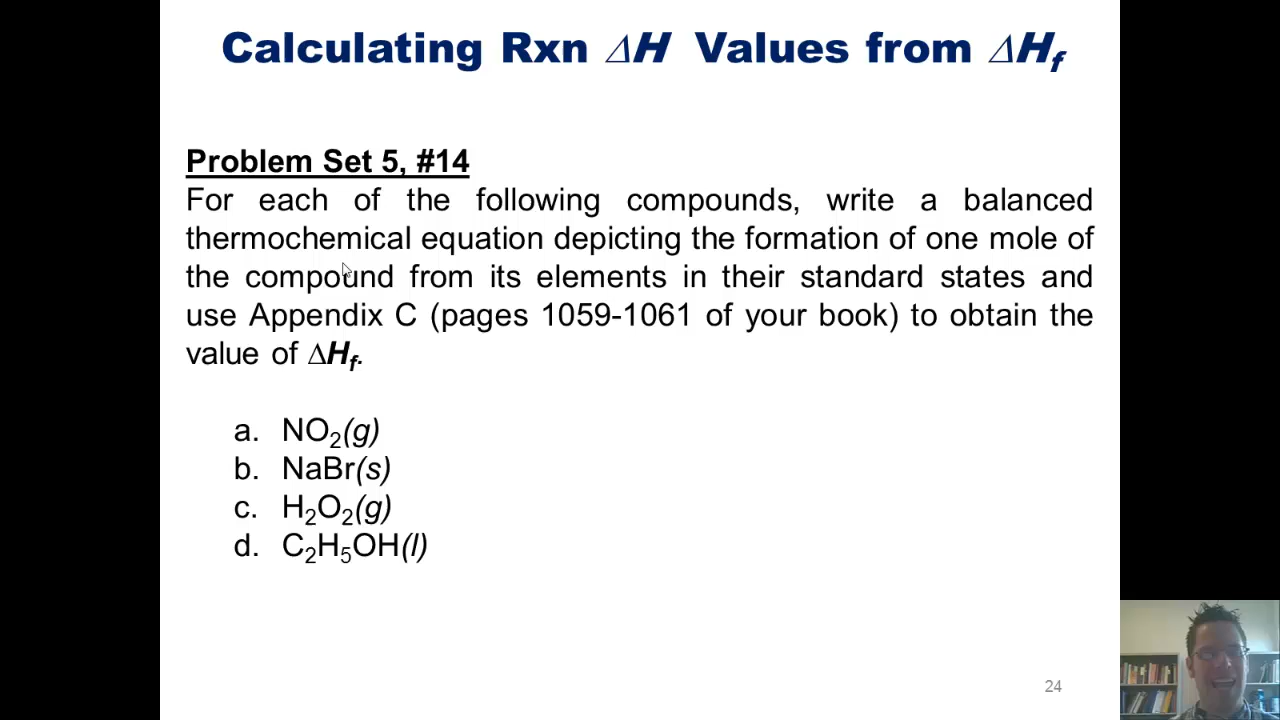 Calculating Rxn ΔH Values from ΔHf
Problem Set 5, #14
For each of the following compounds, write a balanced
thermochemical equation depicting the formation of one mole of
the compound from its elements in their standard states and
use Appendix C (pages 1059-1061 of your book) to obtain the
value of ΔHf.
a. NO₂(g)
b. NaBr(s)
c. H₂O₂(g)
d. C₂H₅OH(l)
24